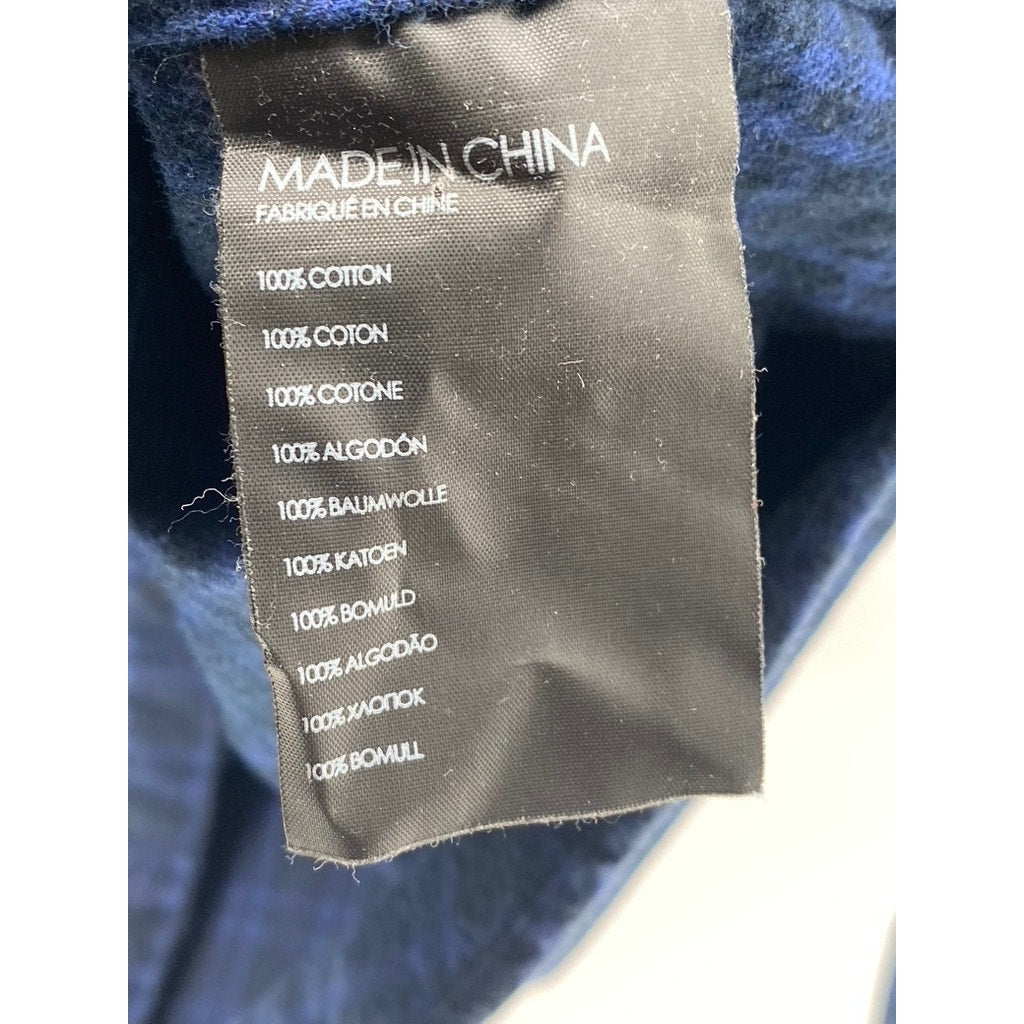 MADE IN CHINA
FABRIQUÉ EN CHINE
100% COTTON
100% COTON
100% COTONE
100% ALGODÓN
100% BAUMWOLLE
100% KATOEN
100% BOMULD
100% ALGODÃO
100% ХЛОПОК
100% BOMULL